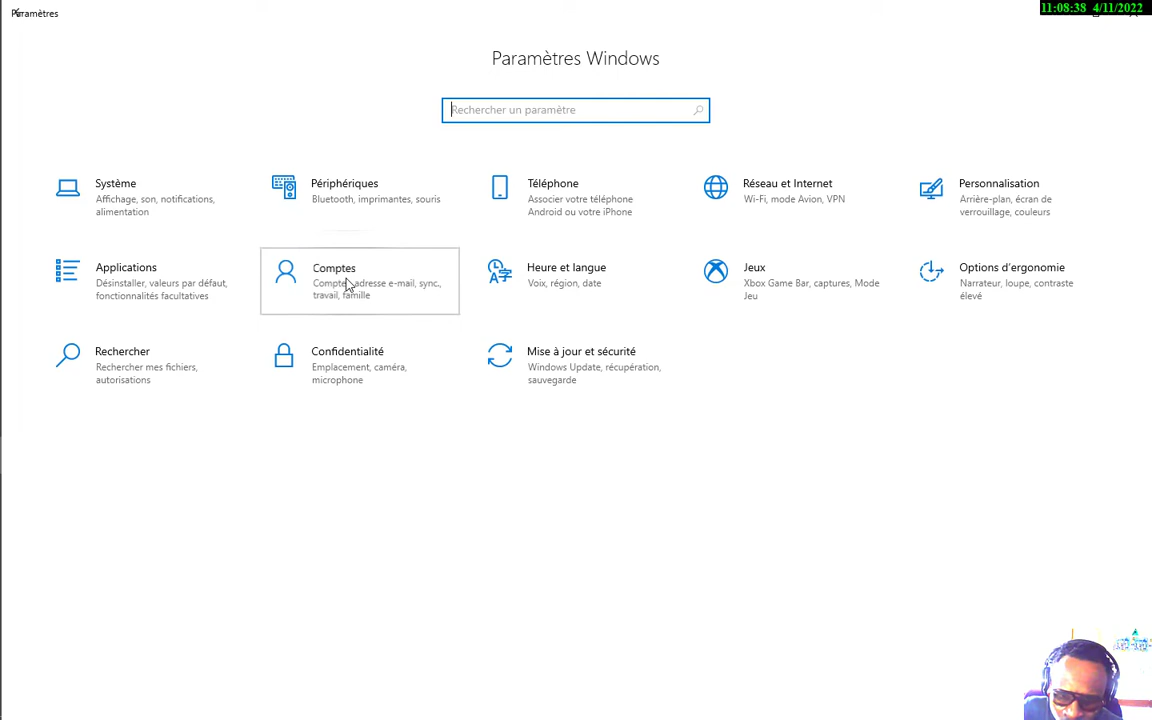 Paramètres
11:08:38 4/11/2022
Paramètres Windows
Rechercher un paramètre
Système
Affichage, son, notifications,
alimentation
Périphériques
Bluetooth, imprimantes, souris
Téléphone
Associer votre téléphone
Android ou votre iPhone
Réseau et Internet
Wi-Fi, mode Avion, VPN
Personnalisation
Arrière-plan, écran de
verrouillage, couleurs
Applications
Désinstaller, valeurs par défaut,
fonctionnalités facultatives
Comptes
adresse e-mail, sync.,
travail, famille
Heure et langue
Voix, région, date
Jeux
Xbox Game Bar, captures, Mode
Jeu
Options d'ergonomie
Narrateur, loupe, contraste
élevé
Rechercher
Rechercher mes fichiers,
autorisations
Confidentialité
Emplacement, caméra,
microphone
Mise à jour et sécurité
Windows Update, récupération,
sauvegarde